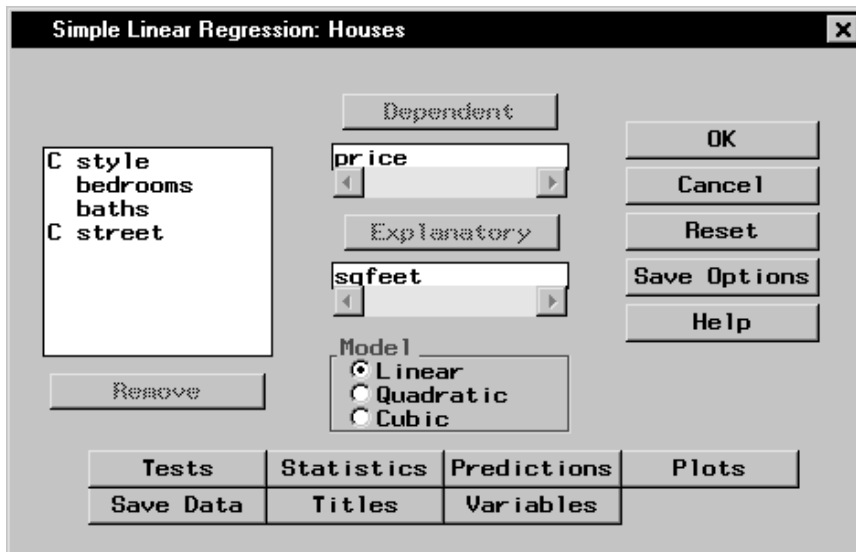 Simple Linear Regression: Houses
C style
bedrooms
baths
C street
Remove
Dependent
price
Explanatory
sqfeet
Model
Linear
Quadratic
Cubic
OK
Cancel
Reset
Save Options
Help
Tests Statistics Predictions Plots
Save Data Titles Variables